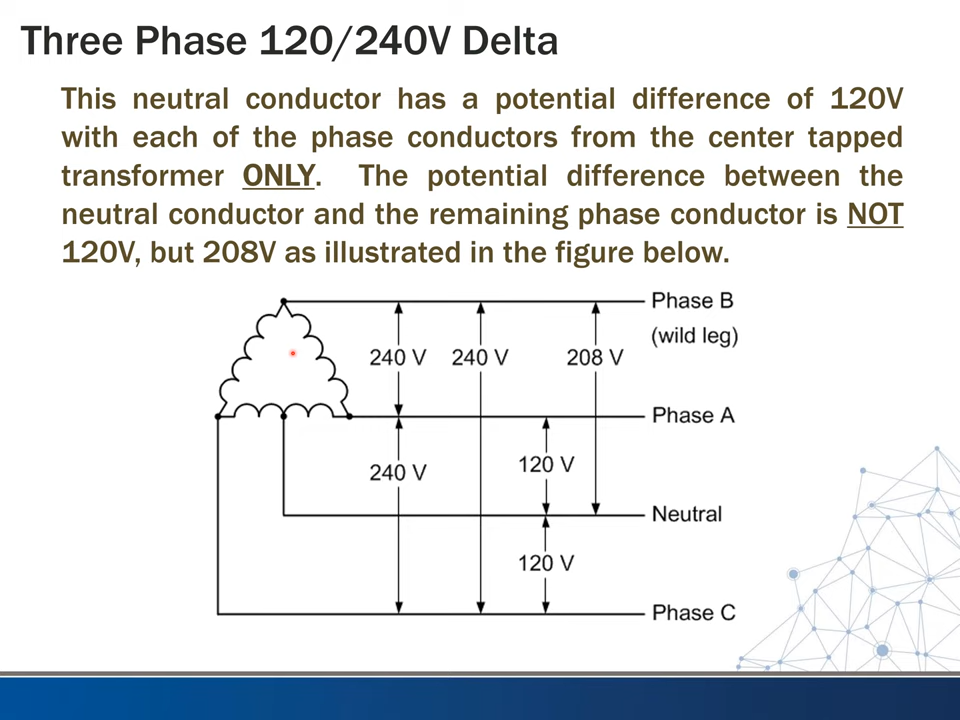 Three Phase 120/240V Delta
This neutral conductor has a potential difference of 120V
with each of the phase conductors from the center tapped
transformer ONLY. The potential difference between the
neutral conductor and the remaining phase conductor is NOT
120V, but 208V as illustrated in the figure below.
Phase B
(wild leg)
240 V 240 V 208 V
Phase A
240 V 120 V
Neutral
120 V
Phase C